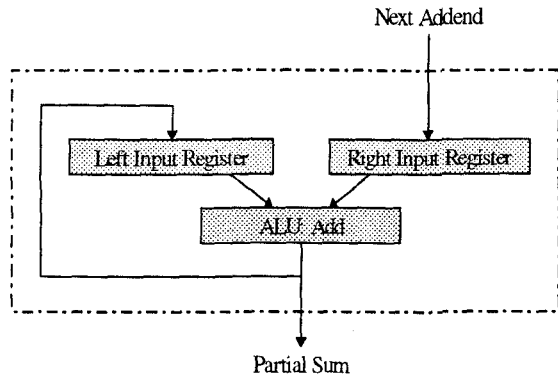 Next Addend
Left Input Register
Right Input Register
ALU Add
Partial Sum